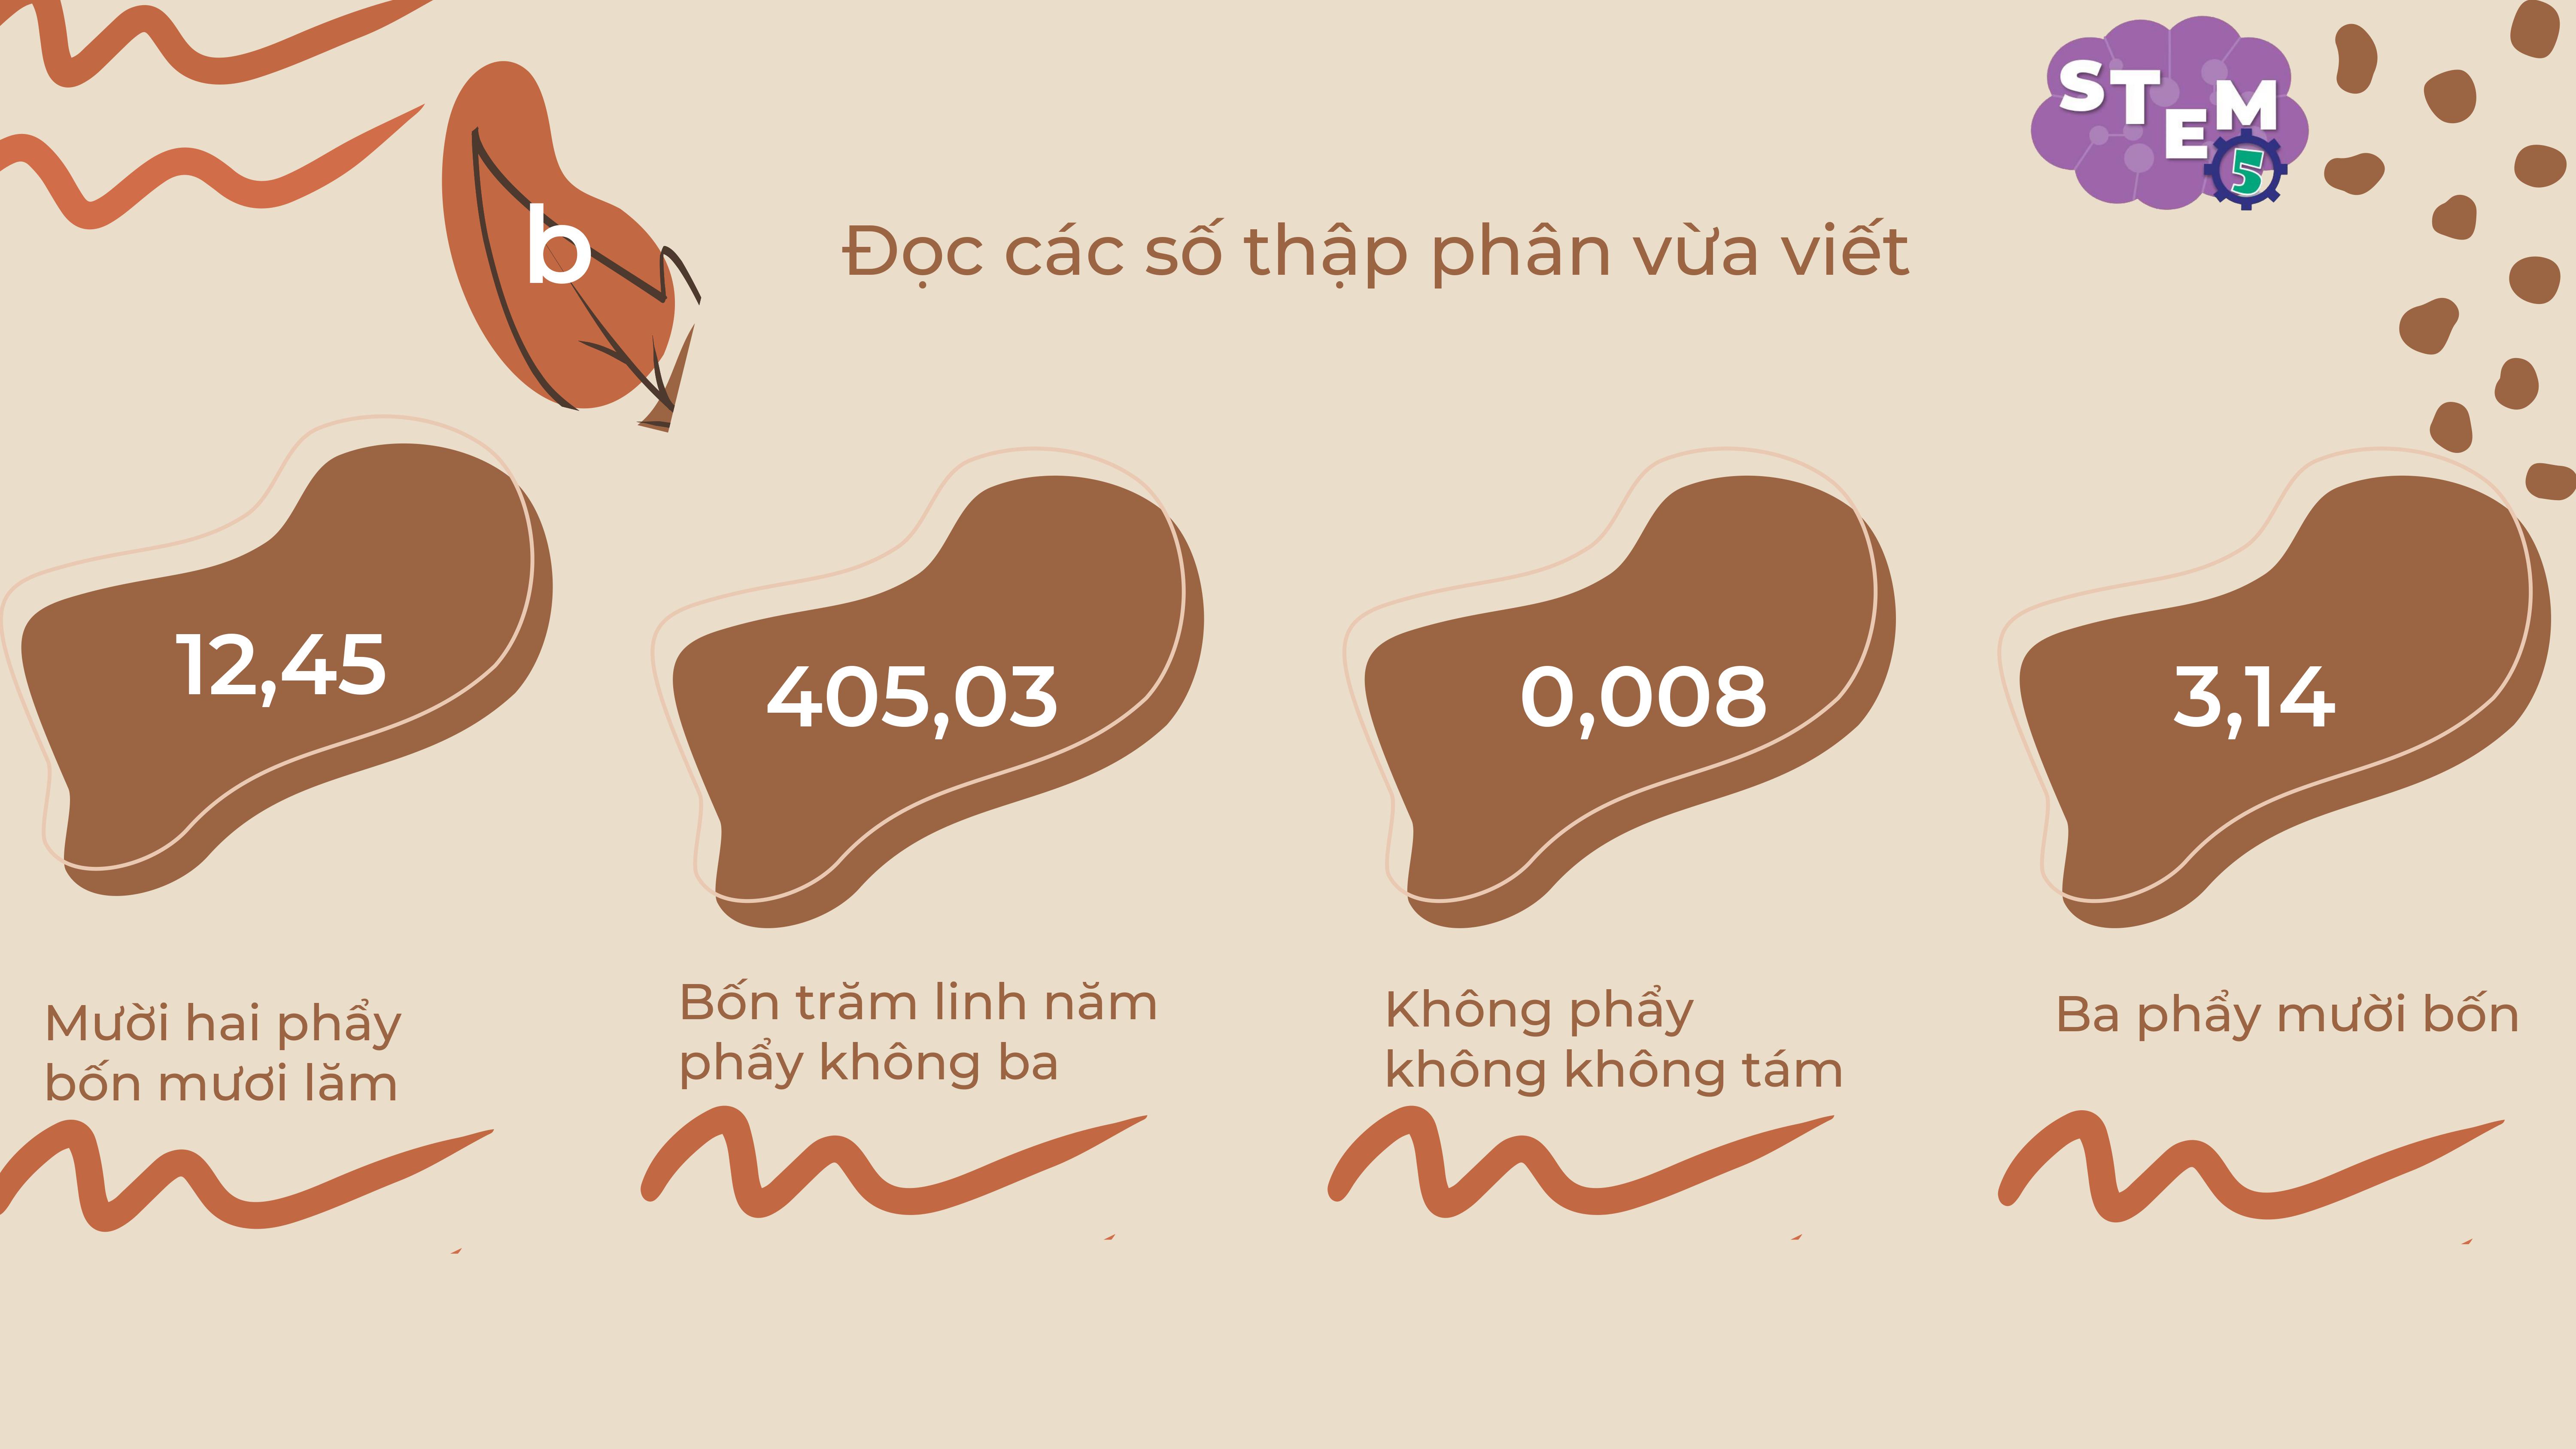 STEM
5
b
Đọc các số thập phân vừa viết
12,45
405,03
0,008
3,14
Mười hai phẩy
bốn mươi lăm
Bốn trăm linh năm
phẩy không ba
Không phẩy
không không tám
Ba phẩy mười bốn